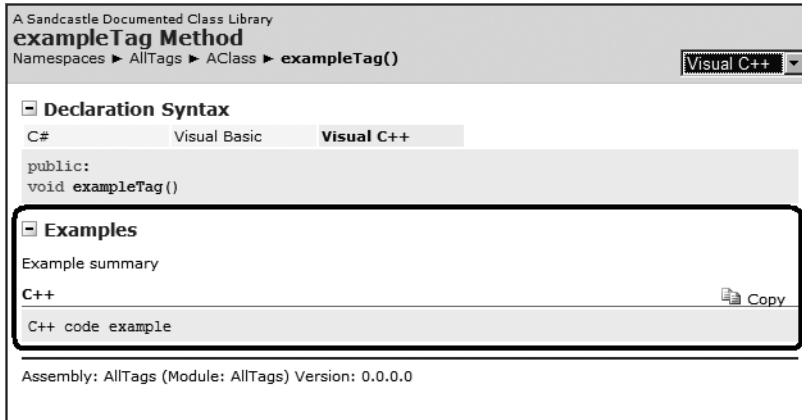 A Sandcastle Documented Class Library
exampleTag Method
Namespaces ► AllTags ► AClass ► exampleTag()
Visual C++
Declaration Syntax
C# Visual Basic Visual C++
public:
void exampleTag()
Examples
Example summary
C++ Copy
C++ code example
Assembly: AllTags (Module: AllTags) Version: 0.0.0.0